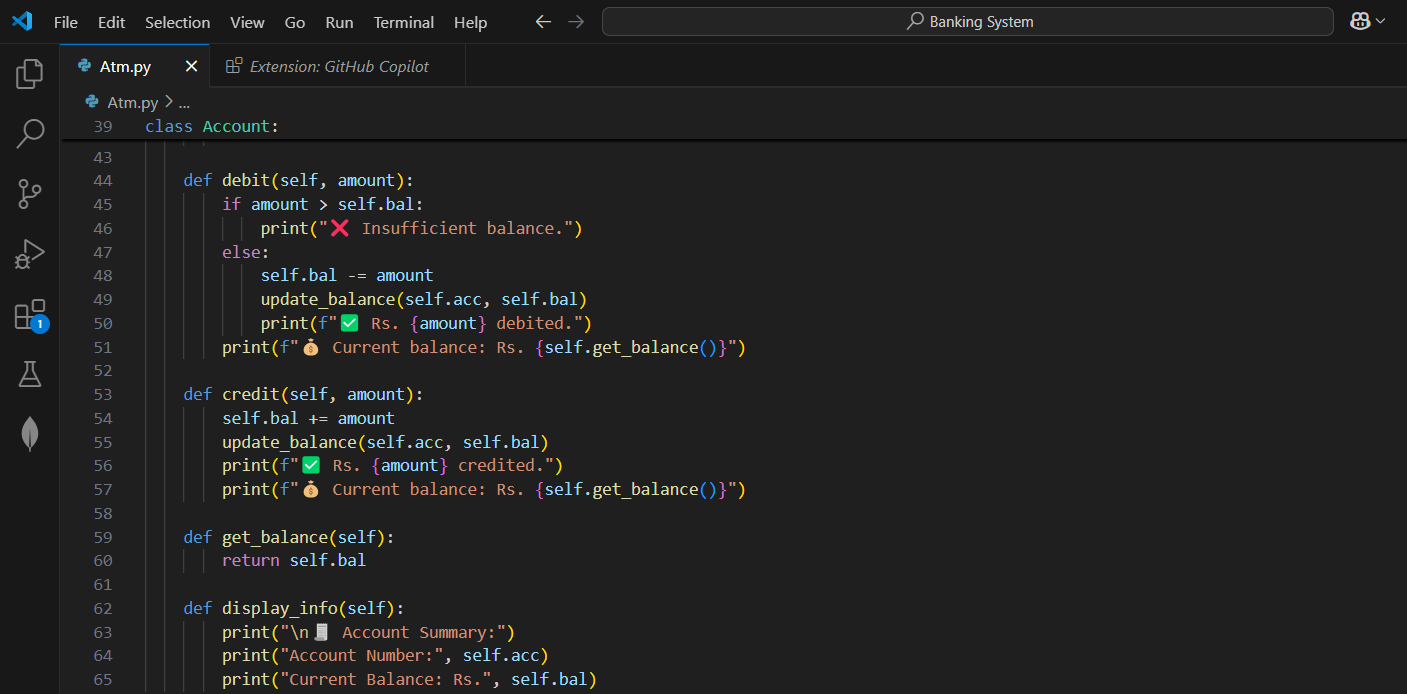 File Edit Selection View Go Run Terminal Help Banking System
Atm.py Extension: GitHub Copilot
Atm.py > ...
39 class Account:
43
44 def debit(self, amount):
45 if amount > self.bal:
46 print("❌ Insufficient balance.")
47 else:
48 self.bal -= amount
49 update_balance(self.acc, self.bal)
50 print(f"✅ Rs. {amount} debited.")
51 print(f"💰 Current balance: Rs. {self.get_balance()}")
52
53 def credit(self, amount):
54 self.bal += amount
55 update_balance(self.acc, self.bal)
56 print(f"✅ Rs. {amount} credited.")
57 print(f"💰 Current balance: Rs. {self.get_balance()}")
58
59 def get_balance(self):
60 return self.bal
61
62 def display_info(self):
63 print("\n🧾 Account Summary:")
64 print("Account Number:", self.acc)
65 print("Current Balance: Rs.", self.bal)
1